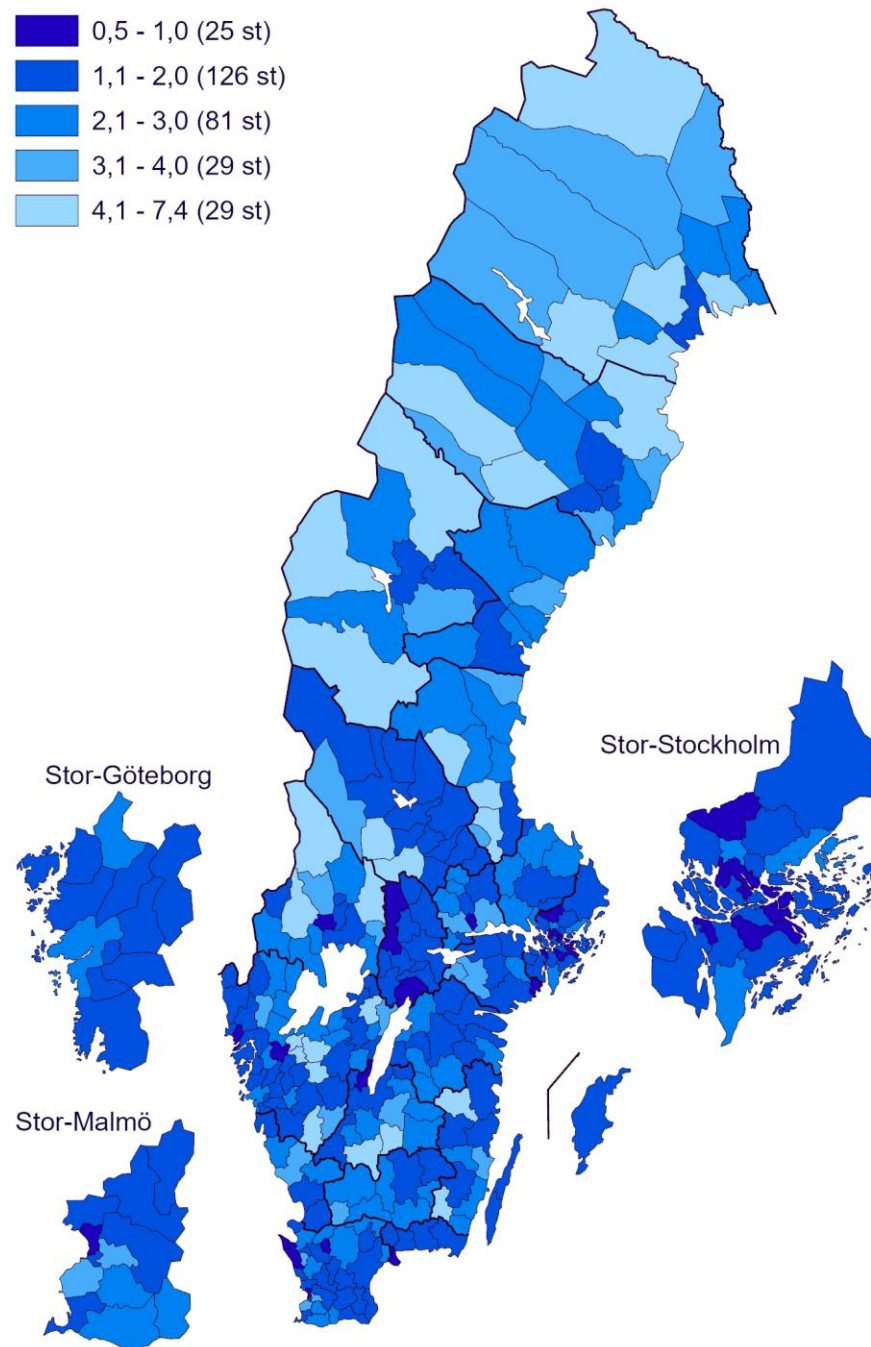 0,5 - 1,0 (25 st)
1,1 - 2,0 (126 st)
2,1 - 3,0 (81 st)
3,1 - 4,0 (29 st)
4,1 - 7,4 (29 st)
Stor-Stockholm
Stor-Göteborg
Stor-Malmö